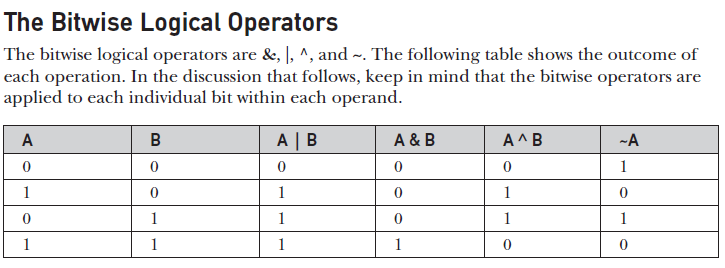 The Bitwise Logical Operators
The bitwise logical operators are &, |, ^, and ~. The following table shows the outcome of
each operation. In the discussion that follows, keep in mind that the bitwise operators are
applied to each individual bit within each operand.
A B A | B A & B A ^ B ~A
0 0 0 0 0 1
1 0 1 0 1 0
0 1 1 0 1 1
1 1 1 1 0 0